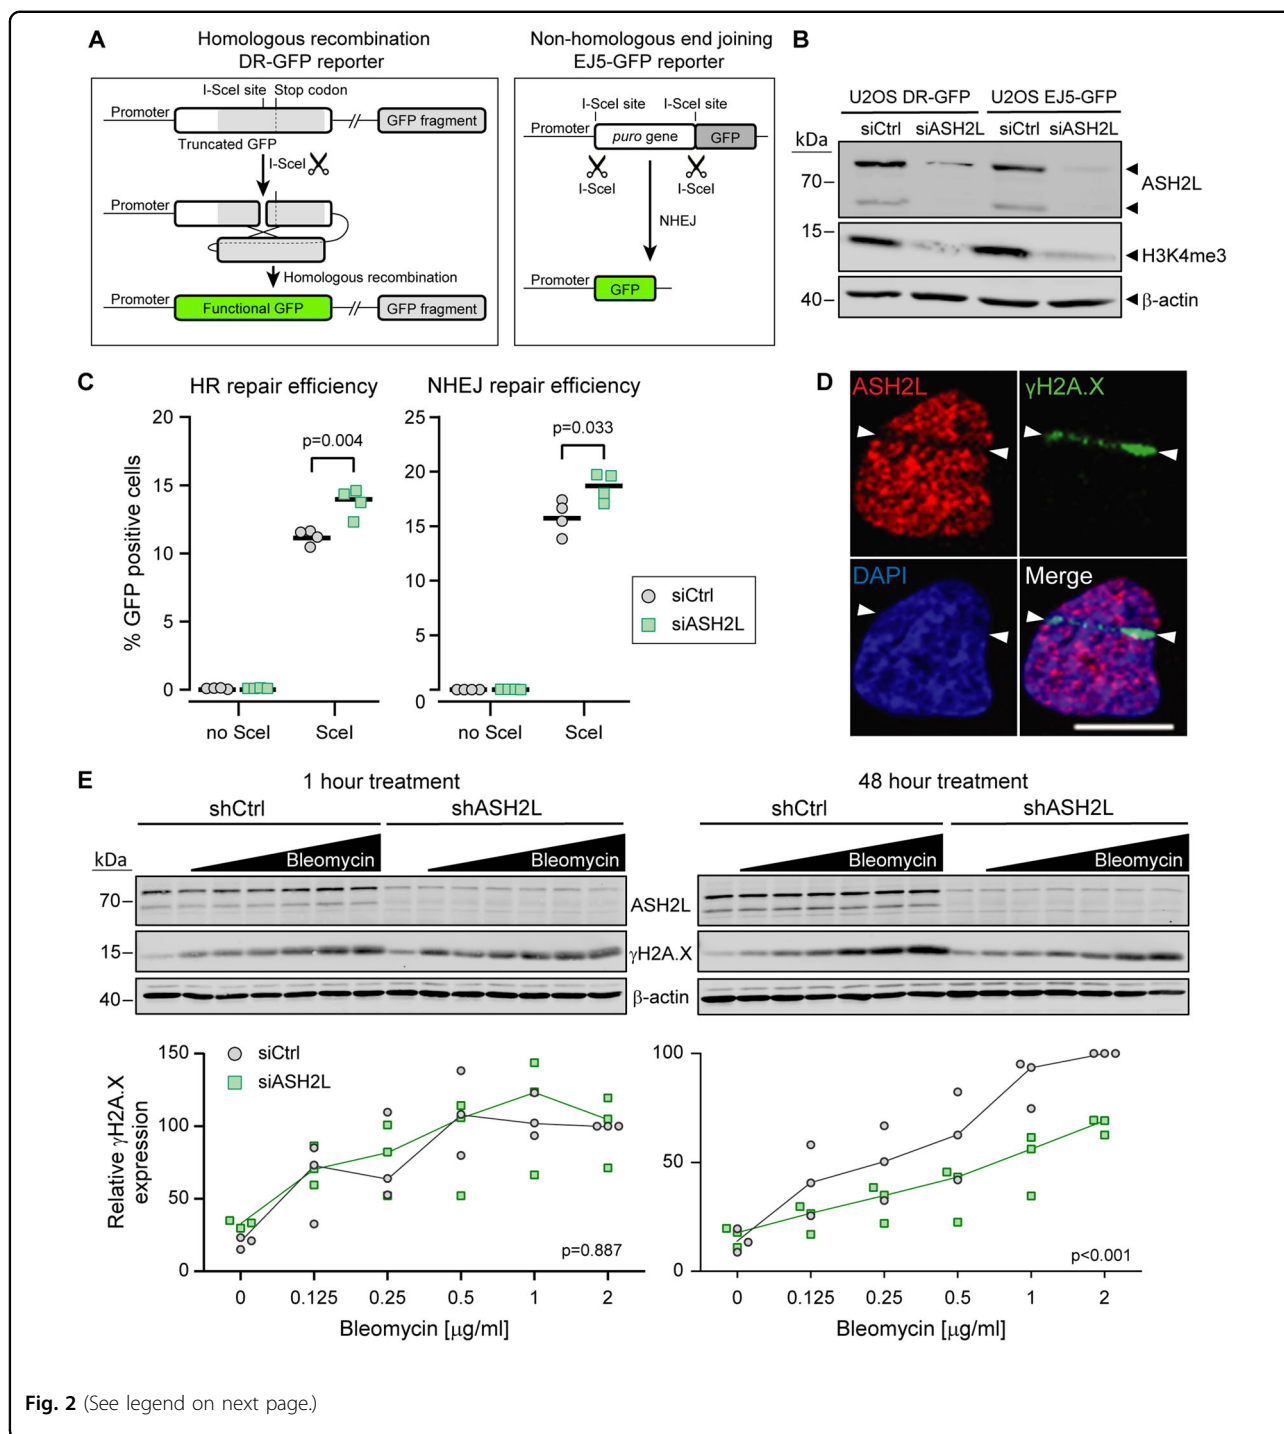 A
Homologous recombination
DR-GFP reporter
I-SceI site Stop codon
Promoter
GFP fragment
Truncated GFP
I-SceI
Promoter
Homologous recombination
Promoter
Functional GFP
GFP fragment
Non-homologous end joining
EJ5-GFP reporter
I-SceI site I-SceI site
Promoter
puro gene
GFP
I-SceI I-SceI
NHEJ
Promoter
GFP
B
U2OS DR-GFP U2OS EJ5-GFP
siCtrl siASH2L siCtrl siASH2L
kDa
70
ASH2L
15
H3K4me3
40
β-actin
C
HR repair efficiency
% GFP positive cells
20
15
10
5
0
p=0.004
no SceI SceI
NHEJ repair efficiency
25
20
15
10
5
0
p=0.033
no SceI SceI
siCtrl
siASH2L
D
ASH2L
γH2A.X
DAPI
Merge
E
1 hour treatment
shCtrl shASH2L
kDa
Bleomycin Bleomycin
70
15
40
ASH2L
γH2A.X
β-actin
48 hour treatment
shCtrl shASH2L
Bleomycin Bleomycin
Relative γH2A.X
expression
150
100
50
0
siCtrl
siASH2L
p=0.887
0 0.125 0.25 0.5 1 2
Bleomycin [μg/ml]
100
50
0
p<0.001
0 0.125 0.25 0.5 1 2
Bleomycin [μg/ml]
Fig. 2 (See legend on next page.)